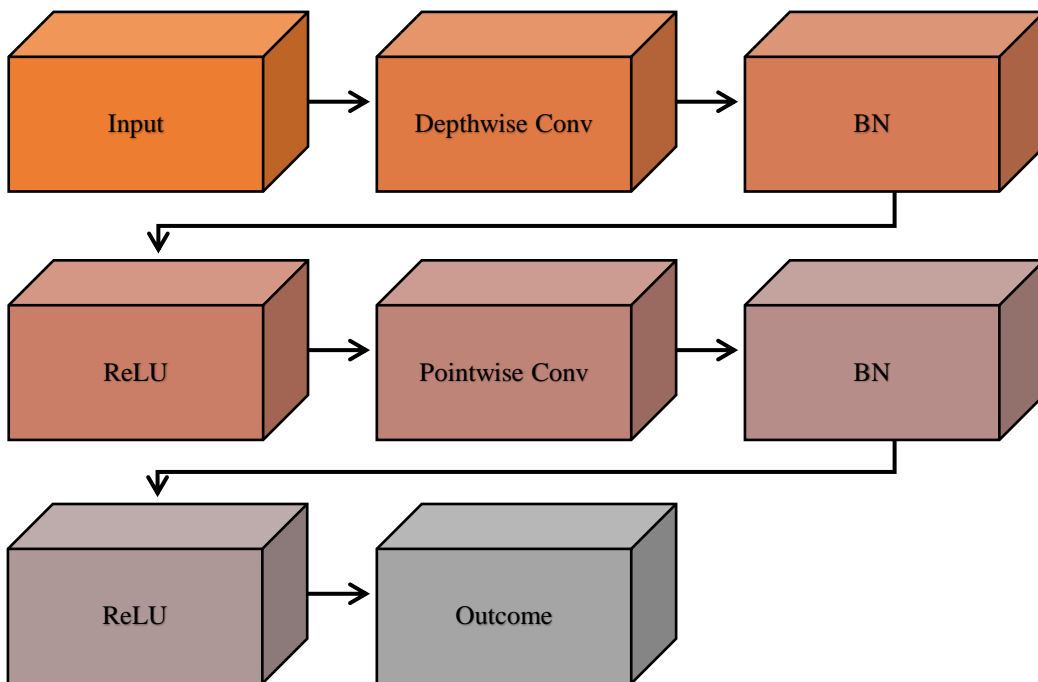 Input
Depthwise Conv
BN
ReLU
Pointwise Conv
BN
ReLU
Outcome